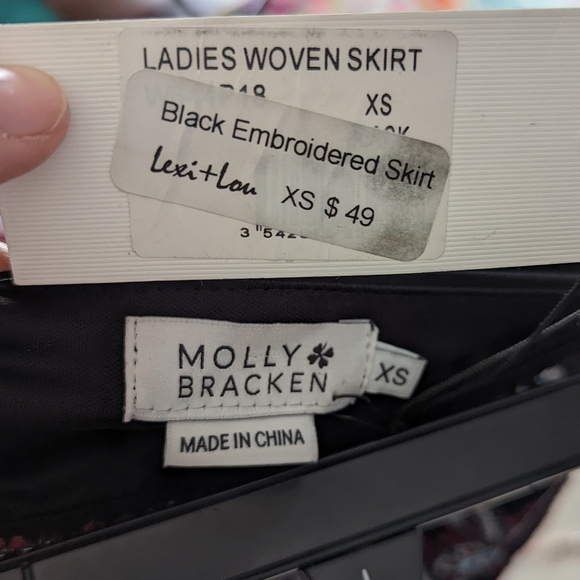 LADIES WOVEN SKIRT
XS
Black Embroidered Skirt
Lexi+Lou XS $ 49
MOLLY
BRACKEN
XS
MADE IN CHINA